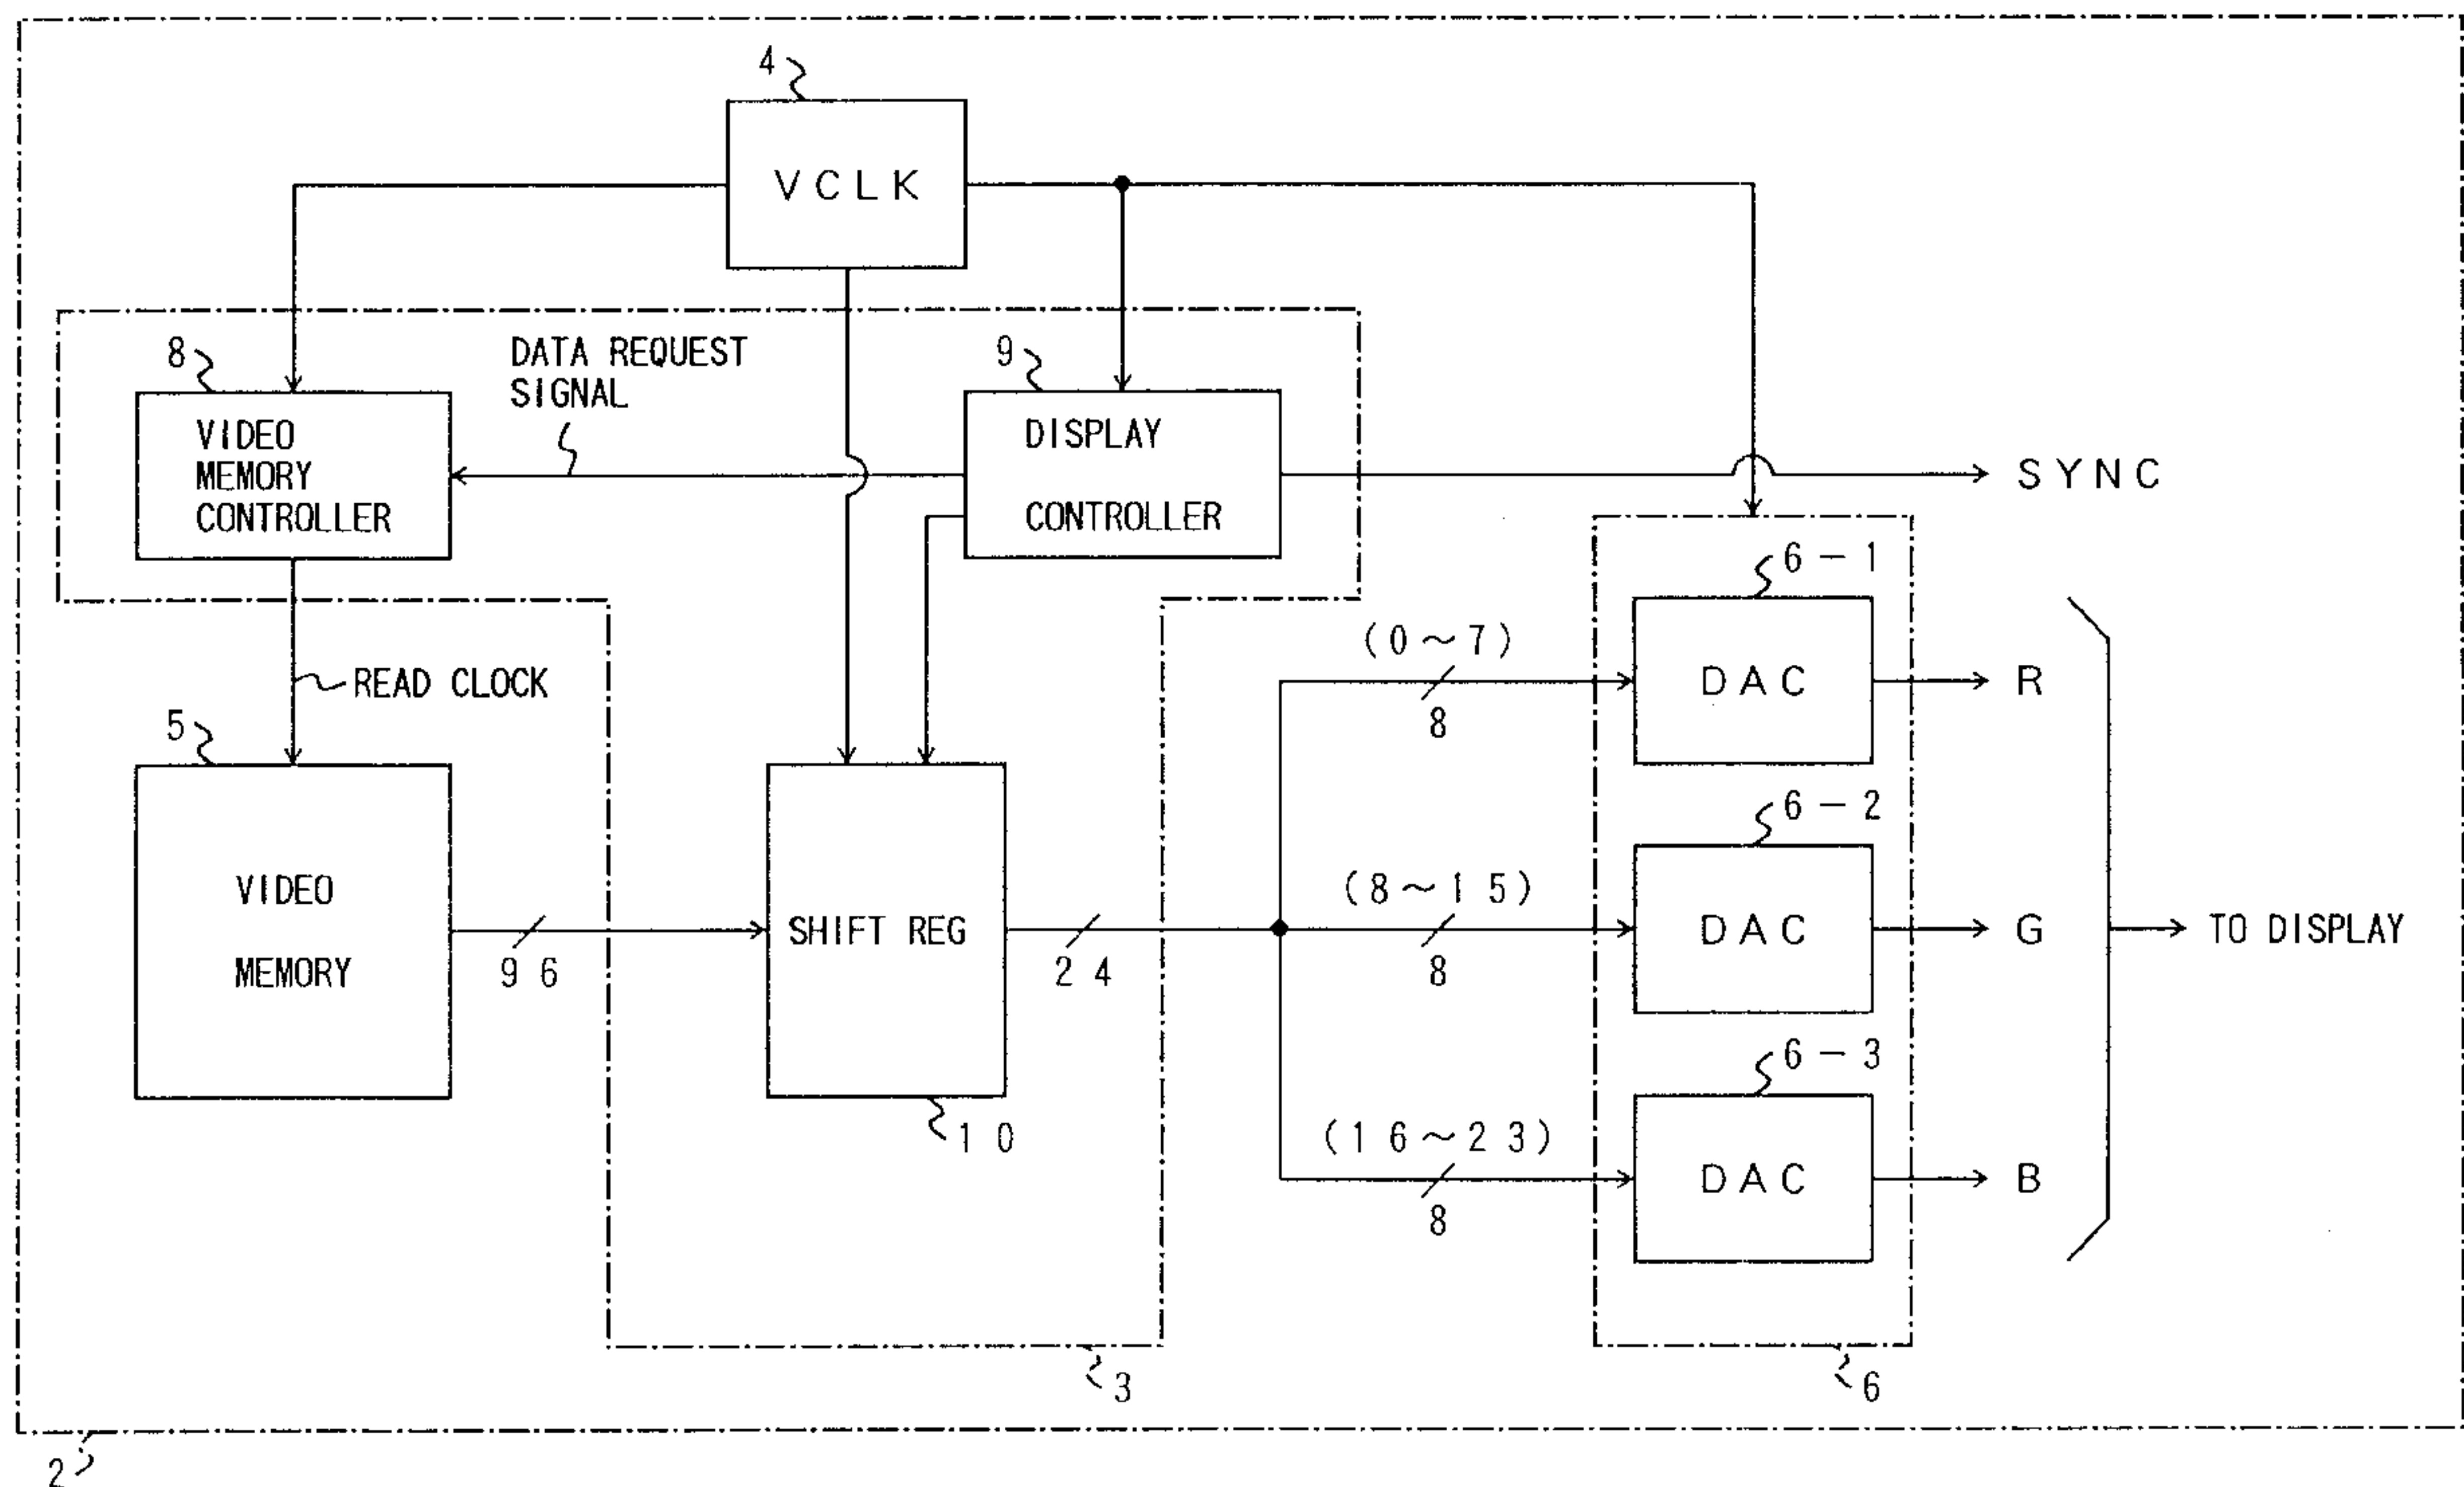 4
VCLK
8
DATA REQUEST
SIGNAL
9
VIDEO
MEMORY
CONTROLLER
DISPLAY
CONTROLLER
SYNC
6-1
(0~7)
DAC
R
8
READ CLOCK
5
6-2
VIDEO
MEMORY
96
SHIFT REG
24
(8~15)
8
DAC
G
TO DISPLAY
6-3
10
(16~23)
8
DAC
B
3
6
2